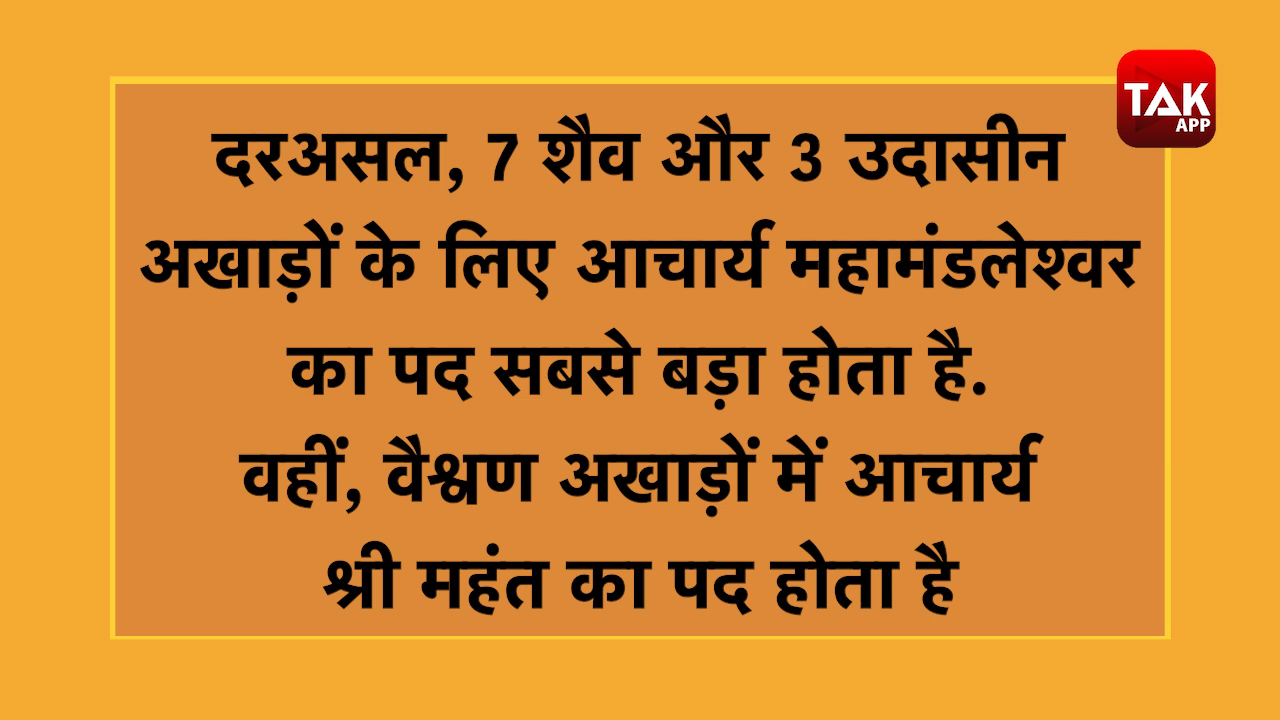 TAK
APP
दरअसल, 7 शैव और 3 उदासीन
अखाड़ों के लिए आचार्य महामंडलेश्वर
का पद सबसे बड़ा होता है.
वहीं, वैश्वण अखाड़ों में आचार्य
श्री महंत का पद होता है